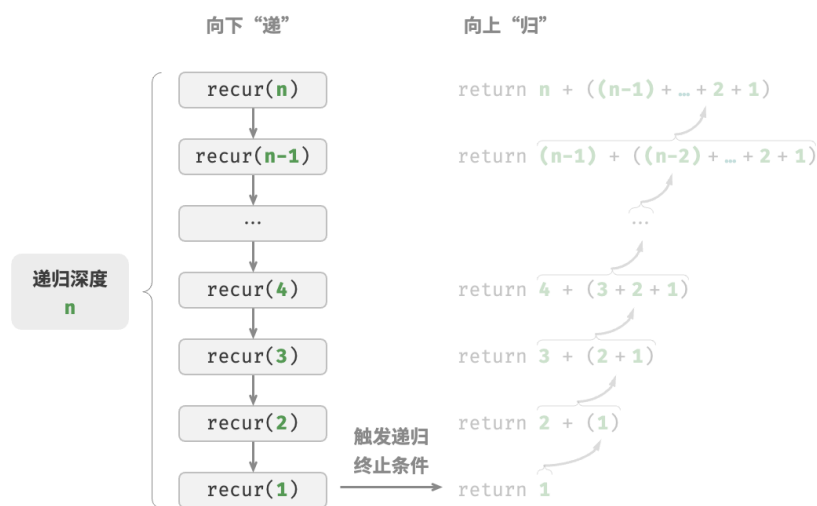 向下“递”
向上“归”
recur(n)
return n + ((n-1) + … + 2 + 1)
recur(n-1)
return (n-1) + ((n-2) + … + 2 + 1)
…
…
递归深度
n
recur(4)
return 4 + (3 + 2 + 1)
recur(3)
return 3 + (2 + 1)
recur(2)
return 2 + (1)
触发递归
终止条件
recur(1)
return 1